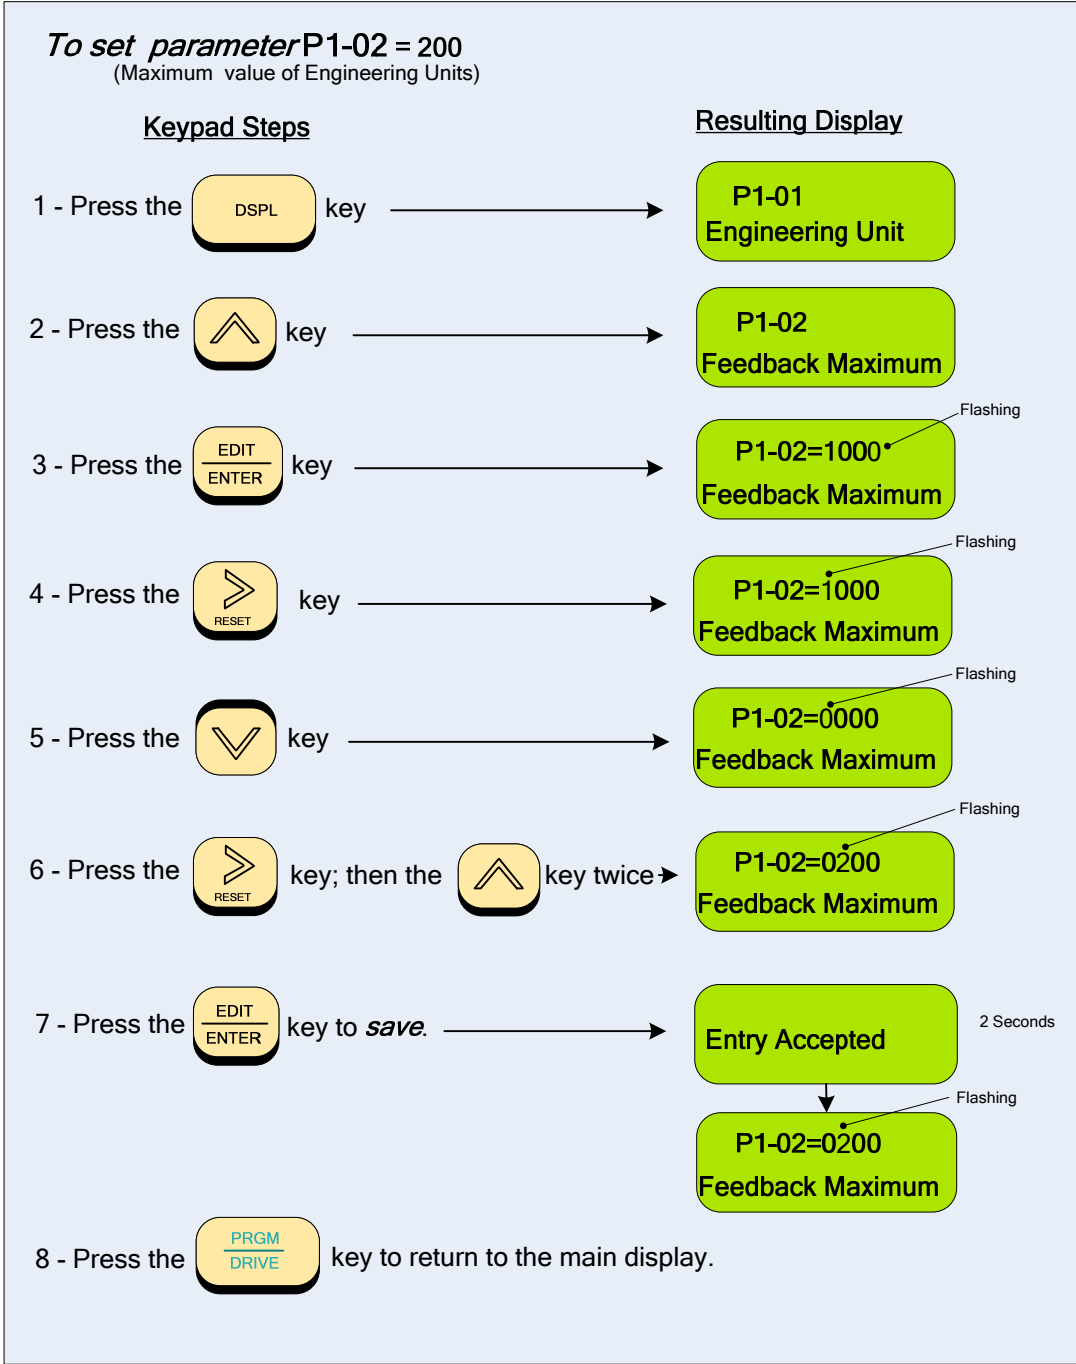 To set parameter P1-02 = 200
(Maximum value of Engineering Units)
Keypad Steps
Resulting Display
1 - Press the DSPL key
P1-01
Engineering Unit
2 - Press the key
P1-02
Feedback Maximum
3 - Press the EDIT ENTER key
Flashing
P1-02=1000
Feedback Maximum
4 - Press the RESET key
Flashing
P1-02=1000
Feedback Maximum
5 - Press the key
Flashing
P1-02=0000
Feedback Maximum
6 - Press the RESET key; then the key twice
Flashing
P1-02=0200
Feedback Maximum
7 - Press the EDIT ENTER key to save.
Entry Accepted
2 Seconds
Flashing
P1-02=0200
Feedback Maximum
8 - Press the PRGM DRIVE key to return to the main display.